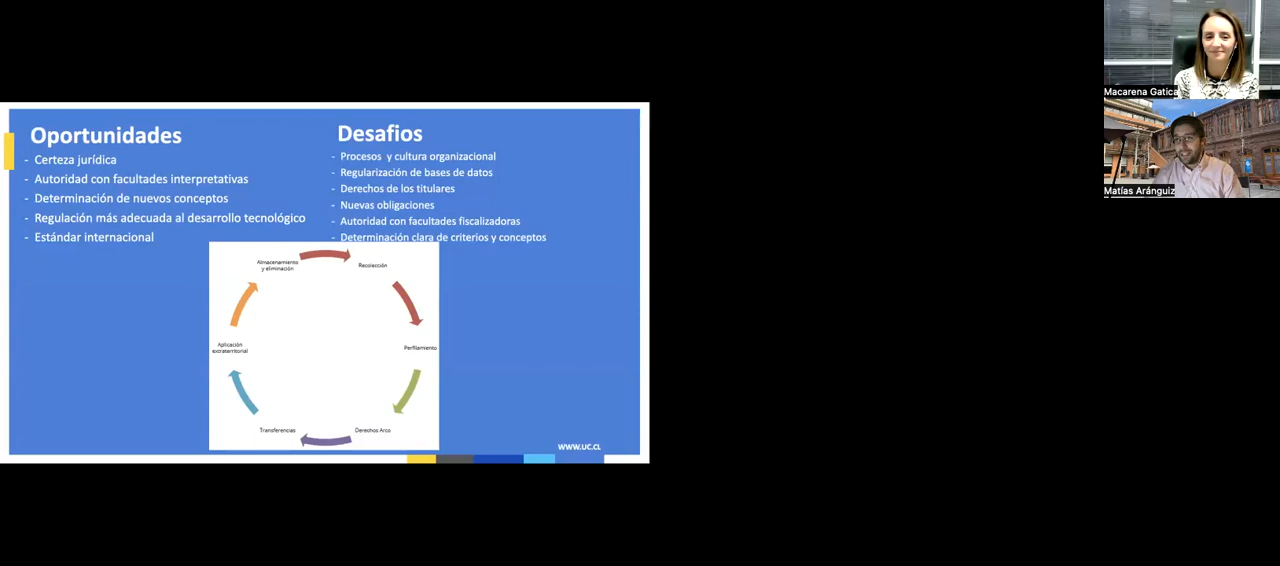 Oportunidades
- Certeza jurídica
- Autoridad con facultades interpretativas
- Determinación de nuevos conceptos
- Regulación más adecuada al desarrollo tecnológico
- Estándar internacional
Desafios
- Procesos y cultura organizacional
- Regularización de bases de datos
- Derechos de los titulares
- Nuevas obligaciones
- Autoridad con facultades fiscalizadoras
- Determinación clara de criterios y conceptos
Almacenamiento
y eliminación
Recolección
Perfilamiento
Derechos Arco
Transferencias
Aplicación
extraterritorial
WWW.UC.CL
Macarena Gatica
Matías Aránguiz